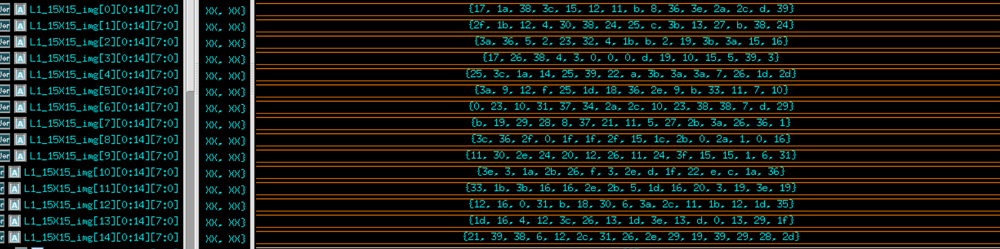 L1_15X15_img[0][0:14][7:0] xx, xx} {17, 1a, 38, 3c, 15, 12, 11, b, 8, 36, 3e, 2a, 2c, d, 39}
L1_15X15_img[1][0:14][7:0] xx, xx} {2f, 1b, 12, 4, 30, 38, 24, 25, c, 3b, 13, 27, b, 38, 24}
L1_15X15_img[2][0:14][7:0] xx, xx} {3a, 36, 5, 2, 23, 32, 4, 1b, b, 2, 19, 3b, 3a, 15, 16}
L1_15X15_img[3][0:14][7:0] xx, xx} {17, 26, 38, 4, 3, 0, 0, 0, d, 19, 10, 15, 5, 39, 3}
L1_15X15_img[4][0:14][7:0] xx, xx} {25, 3c, 1a, 14, 25, 39, 22, a, 3b, 3a, 3a, 7, 26, 1d, 2d}
L1_15X15_img[5][0:14][7:0] xx, xx} {3a, 9, 12, f, 25, 1d, 18, 36, 2e, 9, b, 33, 11, 7, 10}
L1_15X15_img[6][0:14][7:0] xx, xx} {0, 23, 10, 31, 37, 34, 2a, 2c, 10, 23, 38, 38, 7, d, 29}
L1_15X15_img[7][0:14][7:0] xx, xx} {b, 19, 29, 28, 8, 37, 21, 11, 5, 27, 2b, 3a, 26, 36, 1}
L1_15X15_img[8][0:14][7:0] xx, xx} {3c, 36, 2f, 0, 1f, 1f, 2f, 15, 1c, 2b, 0, 2a, 1, 0, 16}
L1_15X15_img[9][0:14][7:0] xx, xx} {11, 30, 2e, 24, 20, 12, 26, 11, 24, 3f, 15, 15, 1, 6, 31}
L1_15X15_img[10][0:14][7:0] xx, xx} {3e, 3, 1a, 2b, 26, f, 3, 2e, d, 1f, 22, e, c, 1a, 36}
L1_15X15_img[11][0:14][7:0] xx, xx} {33, 1b, 3b, 16, 16, 2e, 2b, 5, 1d, 16, 20, 3, 19, 3e, 19}
L1_15X15_img[12][0:14][7:0] xx, xx} {12, 16, 0, 31, b, 18, 30, 6, 3a, 2c, 11, 1b, 12, 1d, 35}
L1_15X15_img[13][0:14][7:0] xx, xx} {1d, 16, 4, 12, 3c, 26, 13, 1d, 3e, 13, d, 0, 13, 29, 1f}
L1_15X15_img[14][0:14][7:0] xx, xx} {21, 39, 38, 6, 12, 2c, 31, 26, 2e, 29, 19, 39, 29, 28, 2d}